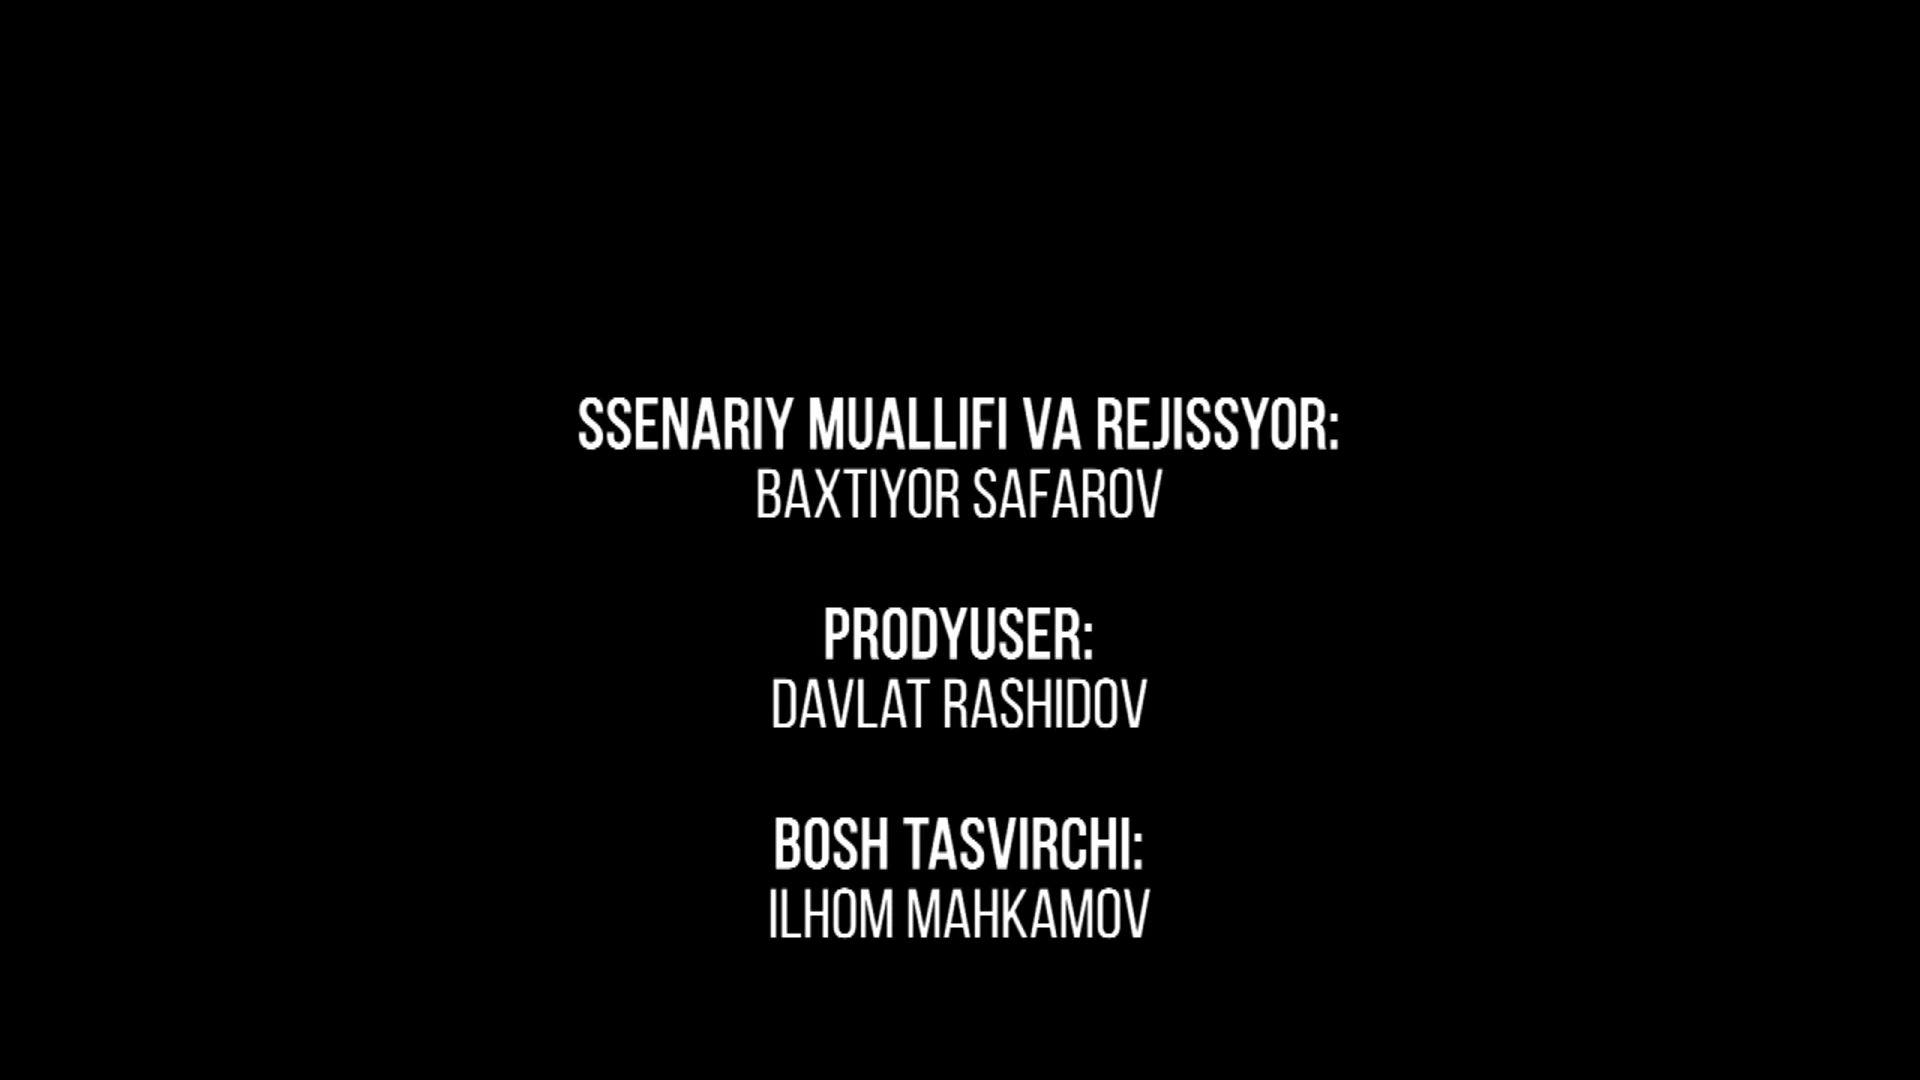 SSENARIY MUALLIFI VA REJISSYOR:
BAXTIYOR SAFAROV
PRODYUSER:
DAVLAT RASHIDOV
BOSH TASVIRCHI:
ILHOM MAHKAMOV